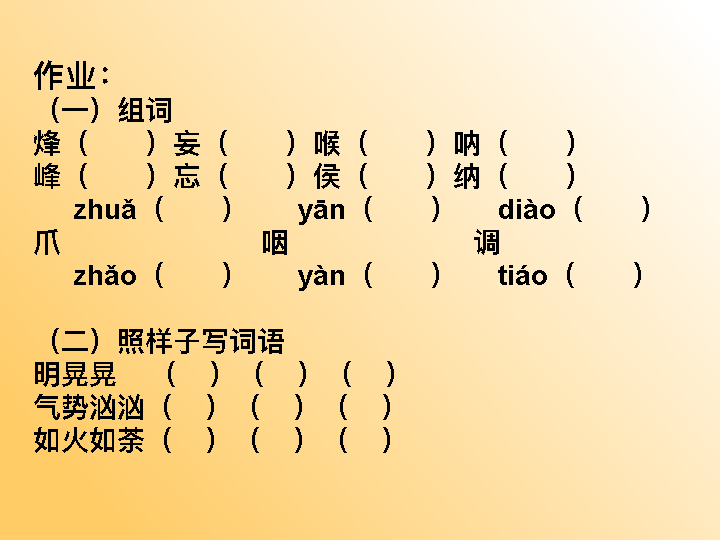 作业：
（一）组词
烽（　　）妄（　　）喉（　　）呐（　　）
峰（　　）忘（　　）侯（　　）纳（　　）
zhuǎ（　　）　　yān（　　）　diào（　　）
爪　　　　　　　咽　　　　　　　调
zhǎo（　　）　　yàn（　　）　tiáo（　　）
（二）照样子写词语
明晃晃　（　）（　）（　）
气势汹汹（　）（　）（　）
如火如荼（　）（　）（　）